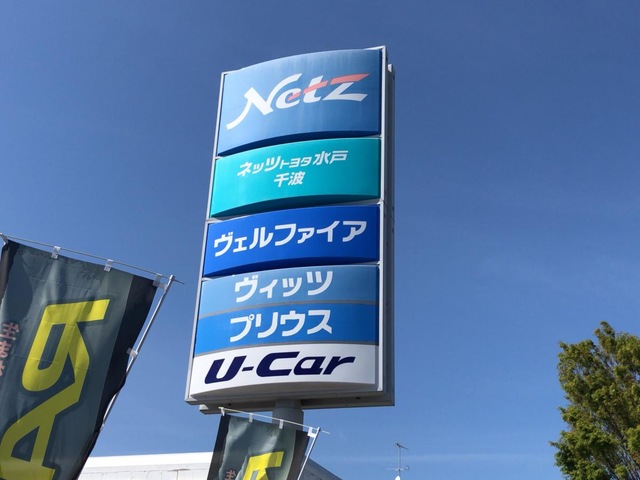 Netz
ネッツトヨタ水戸
千波
ヴェルファイア
ヴィッツ
プリウス
U-Car